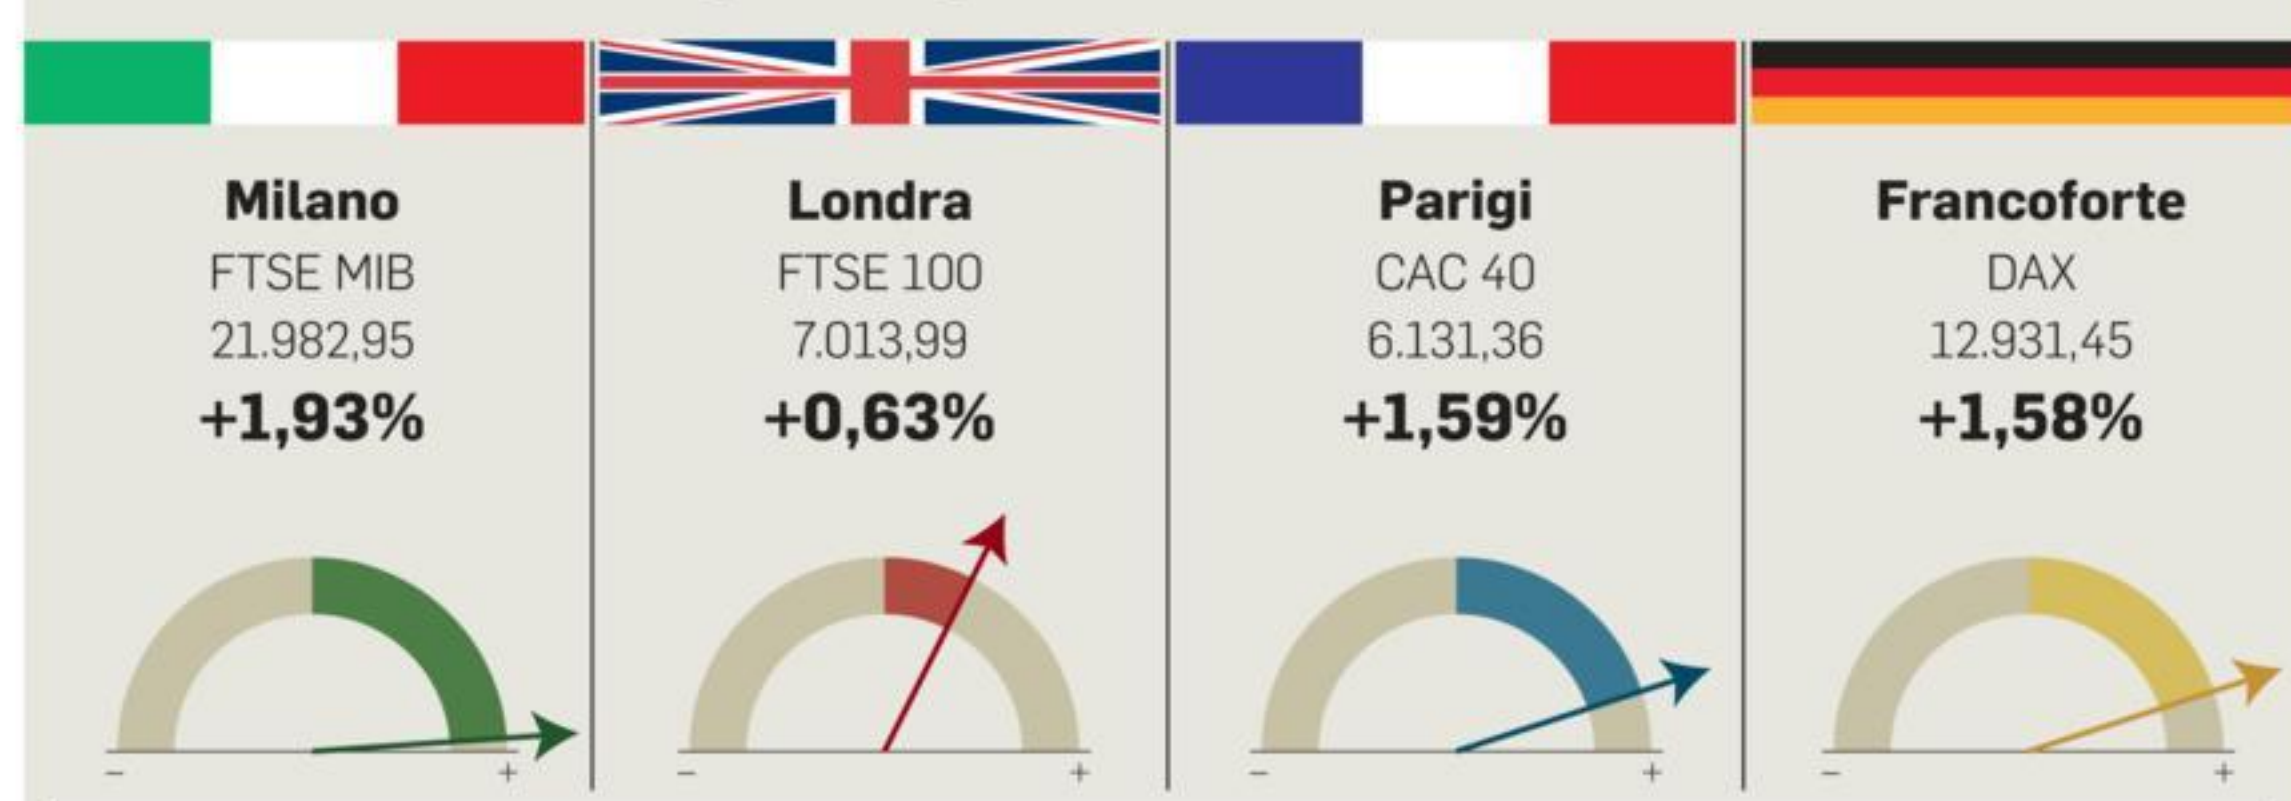 Milano
FTSE MIB
21.982,95
+1,93%
- +
Londra
FTSE 100
7.013,99
+0,63%
- +
Parigi
CAC 40
6.131,36
+1,59%
- +
Francoforte
DAX
12.931,45
+1,58%
- +